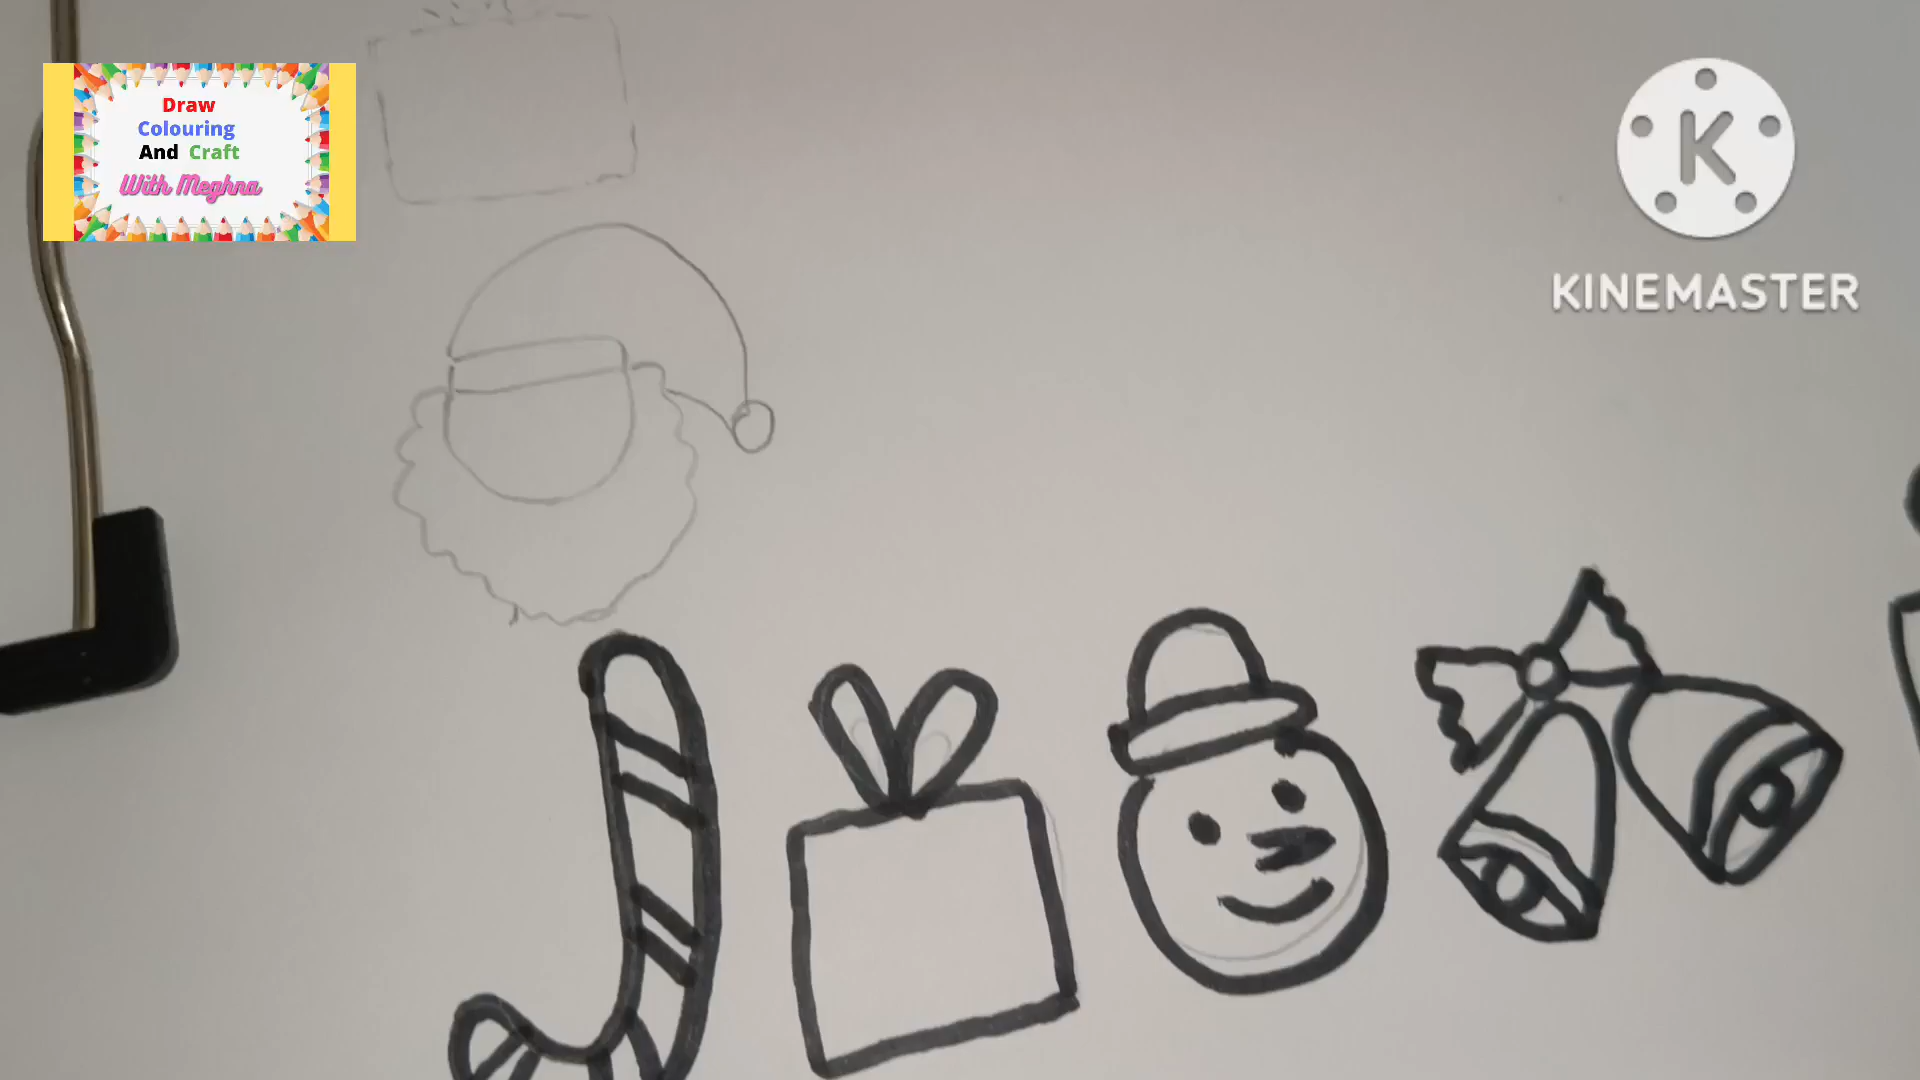 Draw
Colouring
And Craft
With Meghna
K
KINEMASTER